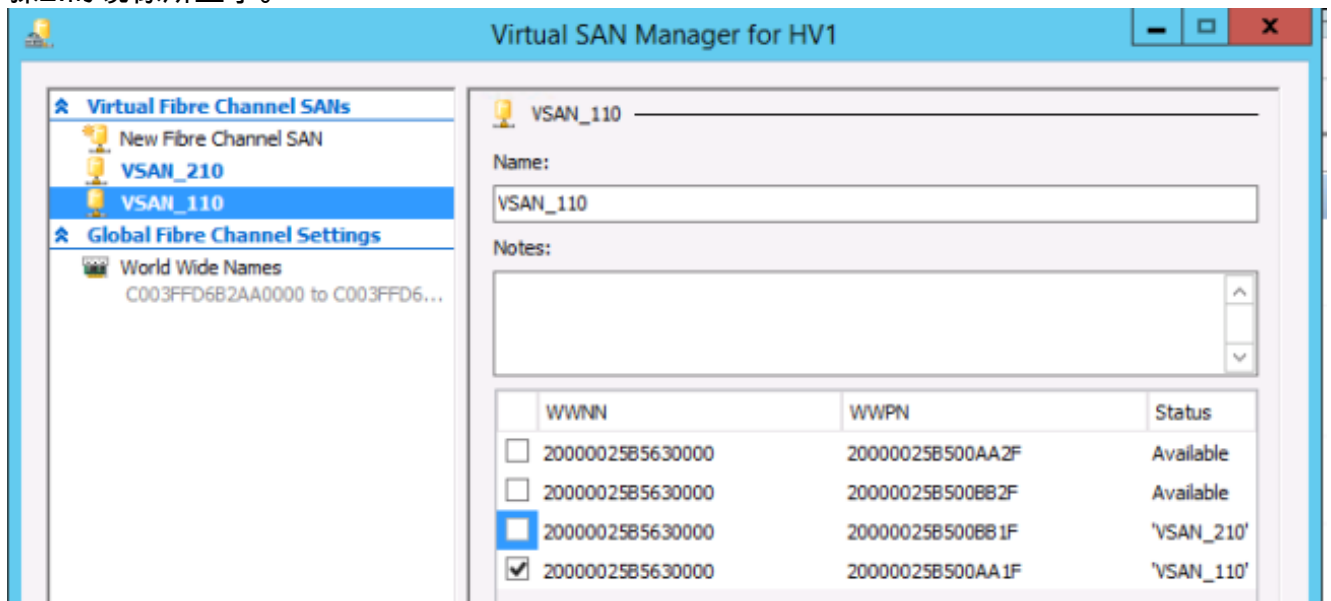 Virtual SAN Manager for HV1
Virtual Fibre Channel SANs
New Fibre Channel SAN
VSAN_210
VSAN_110
Global Fibre Channel Settings
World Wide Names
C003FFD6B2AA0000 to C003FFD6...
VSAN_110
Name:
VSAN_110
Notes:
WWNN WWPN Status
20000025B5630000 20000025B500AA2F Available
20000025B5630000 20000025B500BB2F Available
20000025B5630000 20000025B500BB1F 'VSAN_210'
20000025B5630000 20000025B500AA1F 'VSAN_110'